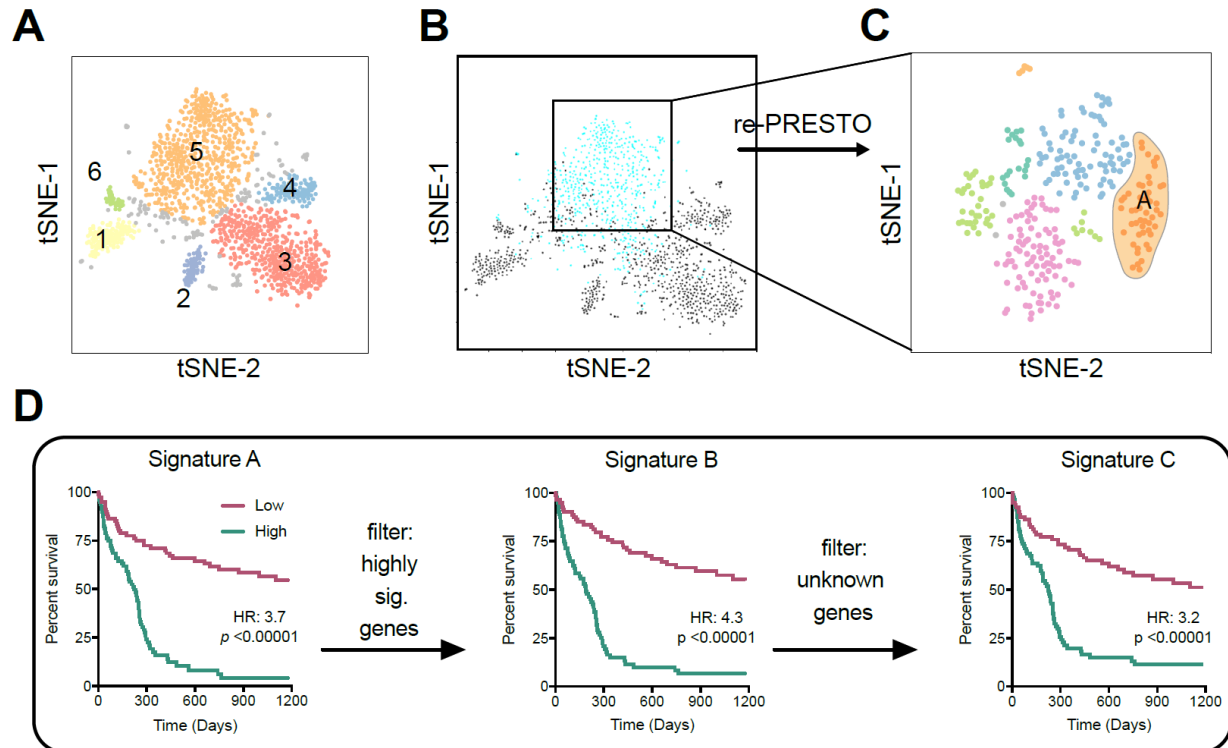 A
B
C
tSNE-1
5
6
4
1
3
2
tSNE-2
tSNE-1
tSNE-2
re-PRESTO
tSNE-1
A
tSNE-2
D
Signature A
Percent survival
100
75
50
25
0
Low
High
HR: 3.7
p <0.00001
0 300 600 900 1200
Time (Days)
filter:
highly
sig.
genes
Signature B
Percent survival
100
75
50
25
0
HR: 4.3
p <0.00001
0 300 600 900 1200
Time (Days)
filter:
unknown
genes
Signature C
Percent survival
100
75
50
25
0
HR: 3.2
p <0.00001
0 300 600 900 1200
Time (Days)